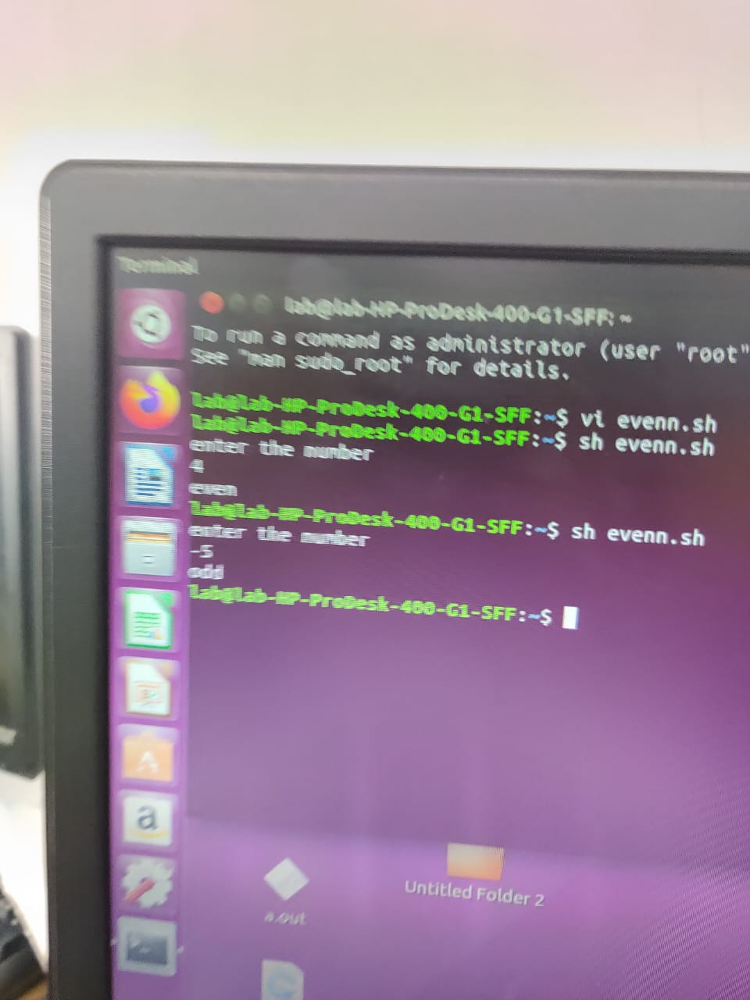 Terminal
lab@lab-HP-ProDesk-400-G1-SFF: ~
To run a command as administrator (user "root"
See "man sudo_root" for details.
lab@lab-HP-ProDesk-400-G1-SFF:~$ vi evenn.sh
lab@lab-HP-ProDesk-400-G1-SFF:~$ sh evenn.sh
enter the number
4
even
lab@lab-HP-ProDesk-400-G1-SFF:~$ sh evenn.sh
enter the number
-5
odd
lab@lab-HP-ProDesk-400-G1-SFF:~$
a
Untitled Folder 2
a.out